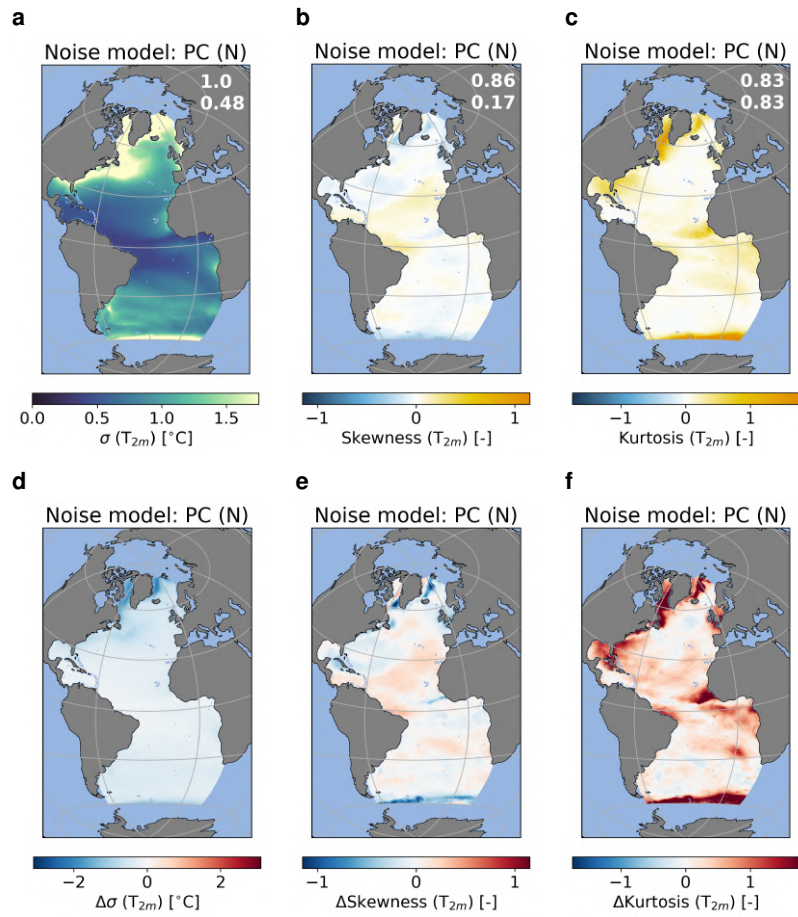 a
b
c
Noise model: PC (N)
Noise model: PC (N)
Noise model: PC (N)
1.0
0.48
0.86
0.17
0.83
0.83
0.0 0.5 1.0 1.5
σ (T2m) [°C]
−1 0 1
Skewness (T2m) [-]
−1 0 1
Kurtosis (T2m) [-]
d
e
f
Noise model: PC (N)
Noise model: PC (N)
Noise model: PC (N)
−2 0 2
Δσ (T2m) [°C]
−1 0 1
ΔSkewness (T2m) [-]
−1 0 1
ΔKurtosis (T2m) [-]